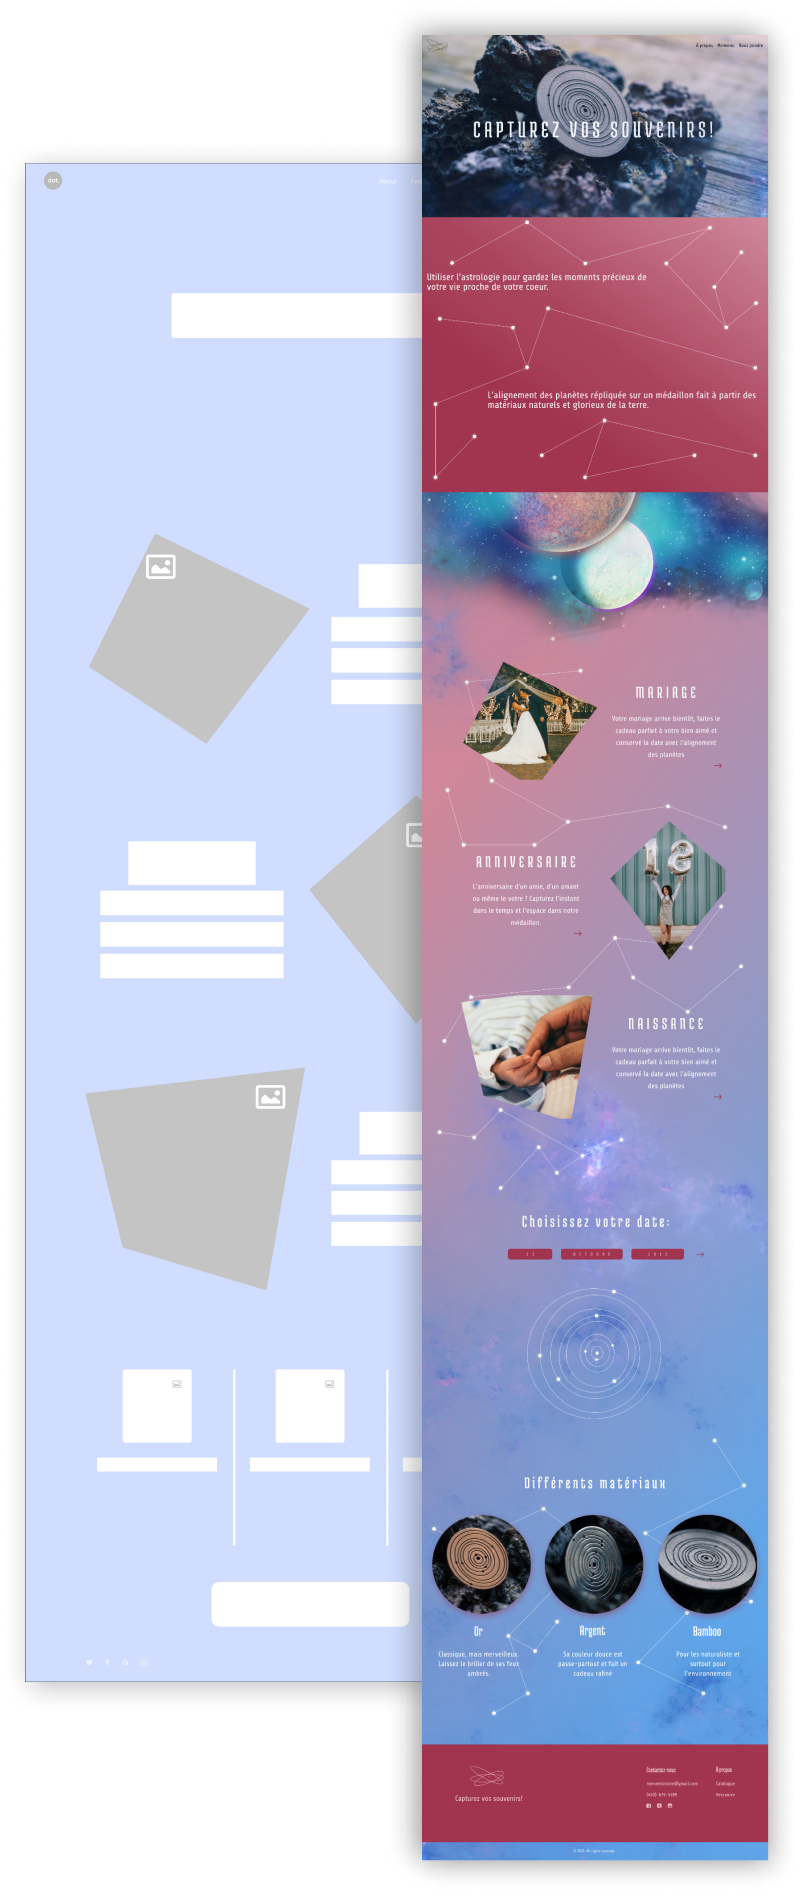 dot
About
À propos Memento Nous joindre
CAPTUREZ VOS SOUVENIRS!
Utiliser l'astrologie pour gardez les moments précieux de
votre vie proche de votre coeur.
L'alignement des planètes répliquée sur un médaillon fait à partir des
matériaux naturels et glorieux de la terre.
MARIAGE
Votre mariage arrive bientôt, faites le
cadeau parfait à votre bien aimé et
conservé la date avec l'alignement
des planètes
ANNIVERSAIRE
L'anniversaire d'un amie, d'un amant
ou même le votre ? Capturez l'instant
dans le temps et l'espace dans notre
médaillon.
NAISSANCE
Votre mariage arrive bientôt, faites le
cadeau parfait à votre bien aimé et
conservé la date avec l'alignement
des planètes
Choisissez votre date:
OCTOBRE
Différents matériaux
Or
Classique, mais merveilleux.
Laissez le briller de ses feux
ambrés.
Argent
Sa couleur douce est
passe-partout et fait un
cadeau rafiné
Bamboo
Pour les naturaliste et
surtout pour
l'environnement
Capturez vos souvenirs!
Contactez-nous
(450)-675-5509
À propos
Catalogue
Ressource
All rights reserved